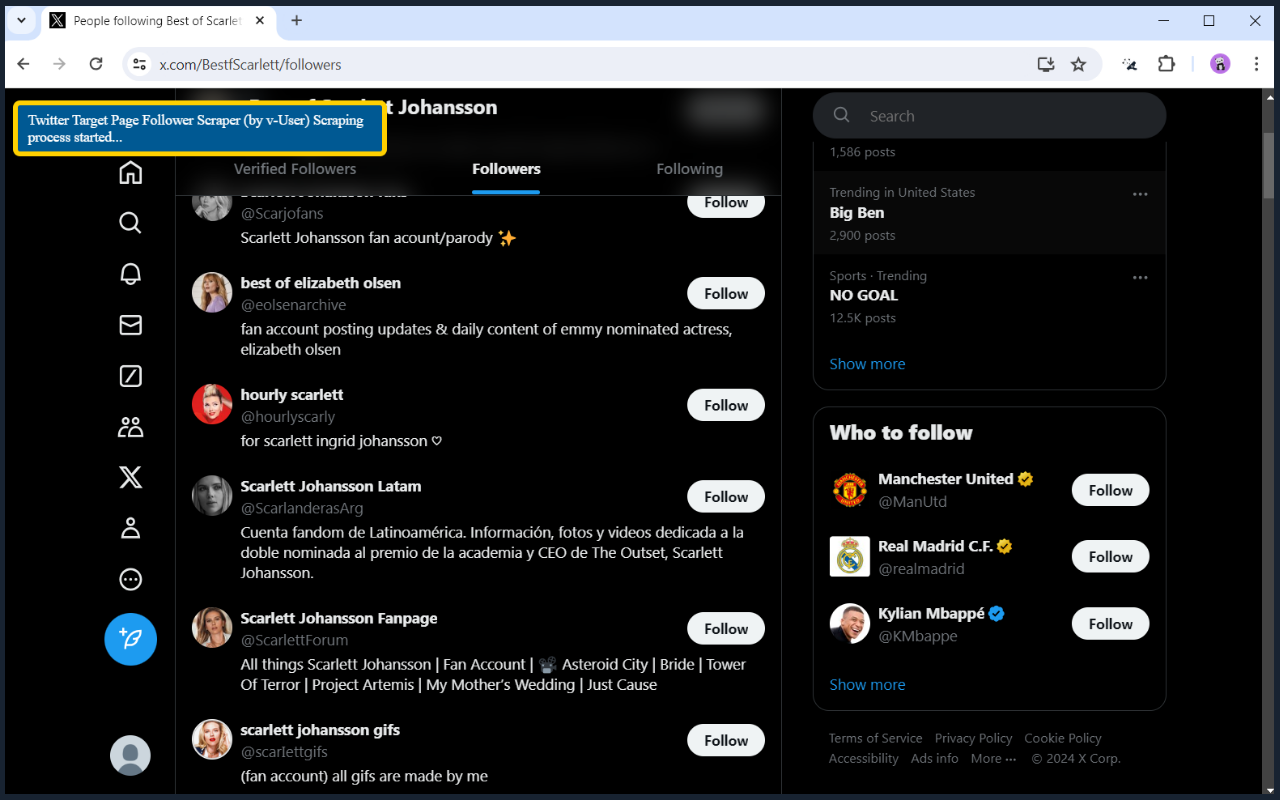 People following Best of Scarlet
x.com/BestfScarlett/followers
Johansson
Twitter Target Page Follower Scraper (by v-User) Scraping
process started...
Verified Followers
Followers
Following
@Scarjofans
Follow
Scarlett Johansson fan acount/parody ✨
best of elizabeth olsen
@eolsenarchive
Follow
fan account posting updates & daily content of emmy nominated actress,
elizabeth olsen
hourly scarlett
@hourlyscarly
Follow
for scarlett ingrid johansson ♡
Scarlett Johansson Latam
@ScarlanderasArg
Follow
Cuenta fandom de Latinoamérica. Información, fotos y videos dedicada a la
doble nominada al premio de la academia y CEO de The Outset, Scarlett
Johansson.
Scarlett Johansson Fanpage
@ScarlettForum
Follow
All things Scarlett Johansson | Fan Account | 🎥 Asteroid City | Bride | Tower
Of Terror | Project Artemis | My Mother's Wedding | Just Cause
scarlett johansson gifs
@scarlettgifs
Follow
(fan account) all gifs are made by me
Search
1,586 posts
Trending in United States
Big Ben
2,900 posts
Sports · Trending
NO GOAL
12.5K posts
Show more
Who to follow
Manchester United
@ManUtd
Follow
Real Madrid C.F.
@realmadrid
Follow
Kylian Mbappé
@KMbappe
Follow
Show more
Terms of Service Privacy Policy Cookie Policy
Accessibility Ads info More ··· © 2024 X Corp.